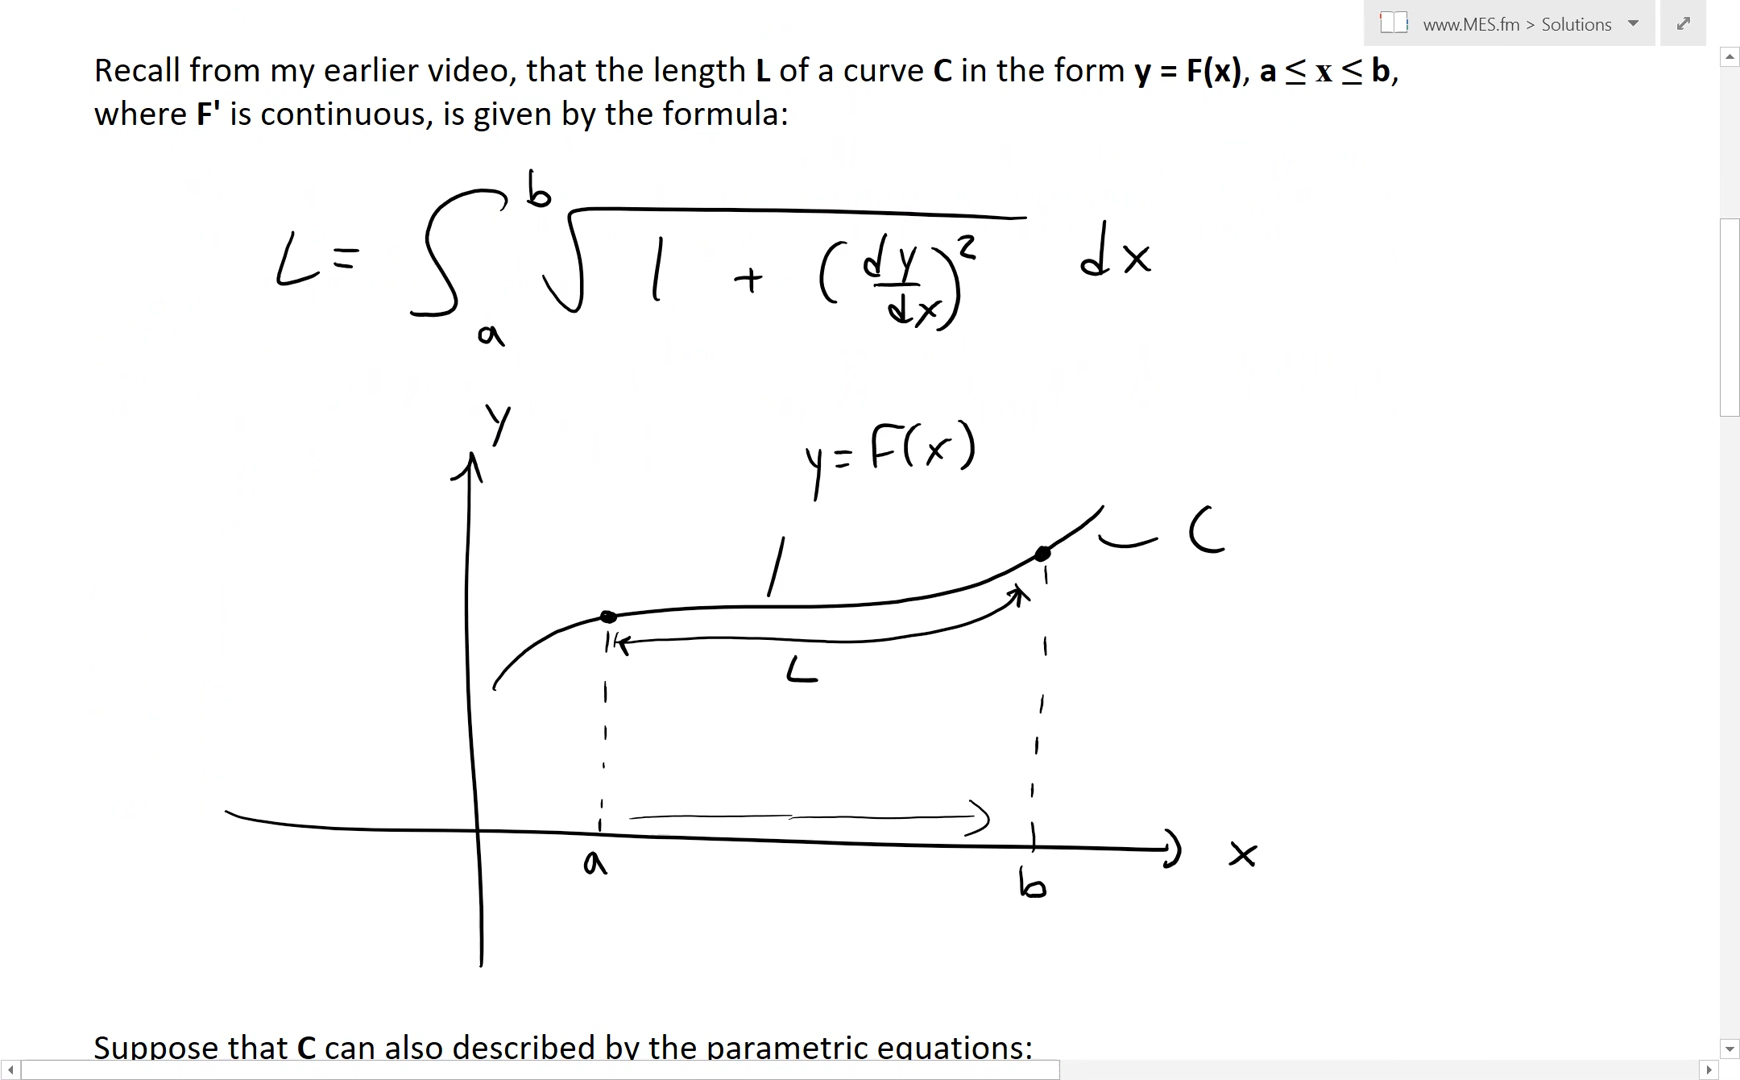 www.MES.fm > Solutions
Recall from my earlier video, that the length L of a curve C in the form y = F(x), a ≤ x ≤ b,
where F' is continuous, is given by the formula:
L = ∫_a^b √(1 + (dy/dx)²) dx
y
y = F(x)
C
L
a
b
x
Suppose that C can also described by the parametric equations: